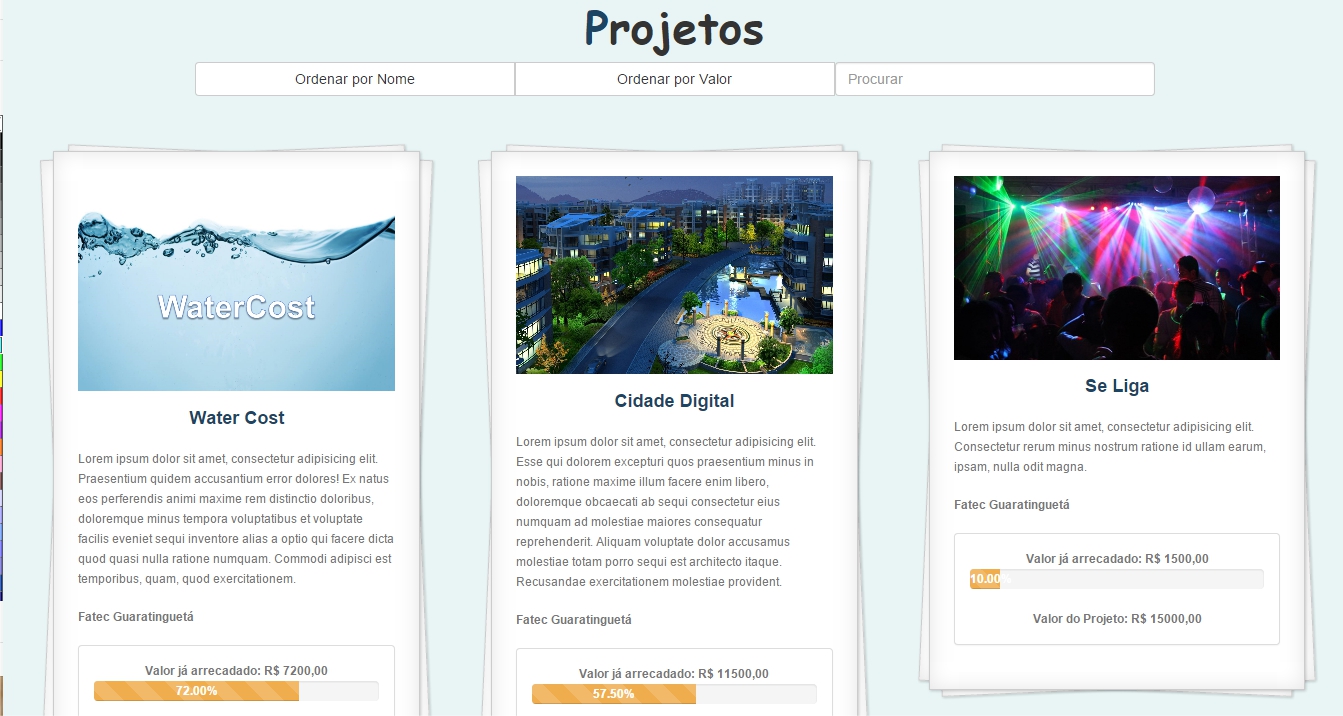 Projetos
Ordenar por Nome
Ordenar por Valor
Procurar
WaterCost
Water Cost
Lorem ipsum dolor sit amet, consectetur adipisicing elit.
Praesentium quidem accusantium error dolores! Ex natus
eos perferendis animi maxime rem distinctio doloribus,
doloremque minus tempora voluptatibus et voluptate
facilis eveniet sequi inventore alias a optio qui facere dicta
quod quasi nulla ratione numquam. Commodi adipisci est
temporibus, quam, quod exercitationem.
Fatec Guaratinguetá
Valor já arrecadado: R$ 7200,00
72.00%
Cidade Digital
Lorem ipsum dolor sit amet, consectetur adipisicing elit.
Esse qui dolorem excepturi quos praesentium minus in
nobis, ratione maxime illum facere enim libero,
doloremque obcaecati ab sequi consectetur eius
numquam ad molestiae maiores consequatur
reprehenderit. Aliquam voluptate dolor accusamus
molestiae totam porro sequi est architecto itaque.
Recusandae exercitationem molestiae provident.
Fatec Guaratinguetá
Valor já arrecadado: R$ 11500,00
57.50%
Se Liga
Lorem ipsum dolor sit amet, consectetur adipisicing elit.
Consectetur rerum minus nostrum ratione id ullam earum,
ipsam, nulla odit magna.
Fatec Guaratinguetá
Valor já arrecadado: R$ 1500,00
10.00%
Valor do Projeto: R$ 15000,00